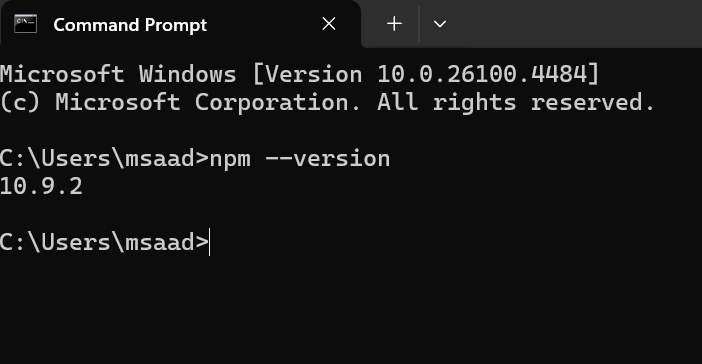 Command Prompt
Microsoft Windows [Version 10.0.26100.4484]
(c) Microsoft Corporation. All rights reserved.
C:\Users\msaad>npm --version
10.9.2
C:\Users\msaad>